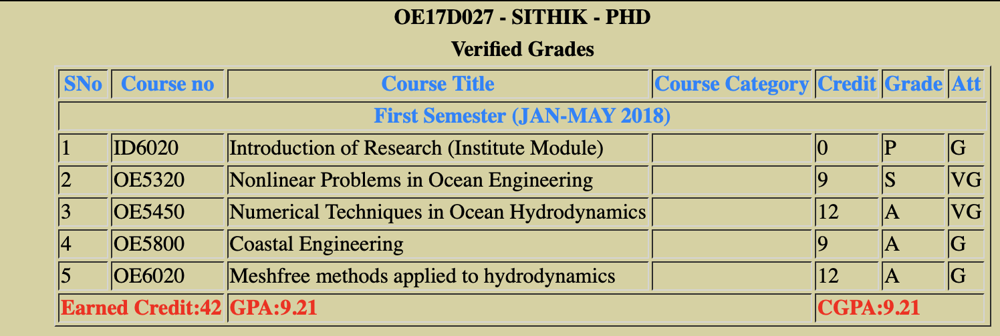 OE17D027 - SITHIK - PHD
Verified Grades
SNo Course no Course Title Course Category Credit Grade Att
First Semester (JAN-MAY 2018)
1 ID6020 Introduction of Research (Institute Module) 0 P G
2 OE5320 Nonlinear Problems in Ocean Engineering 9 S VG
3 OE5450 Numerical Techniques in Ocean Hydrodynamics 12 A VG
4 OE5800 Coastal Engineering 9 A G
5 OE6020 Meshfree methods applied to hydrodynamics 12 A G
Earned Credit:42 GPA:9.21 CGPA:9.21